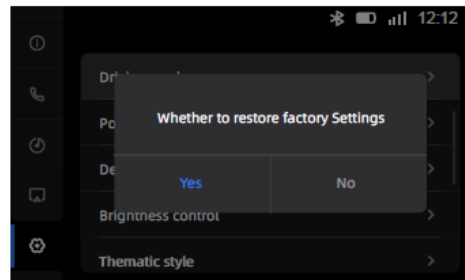 12:12
Whether to restore factory Settings
Yes
No
Brightness control
Thematic style